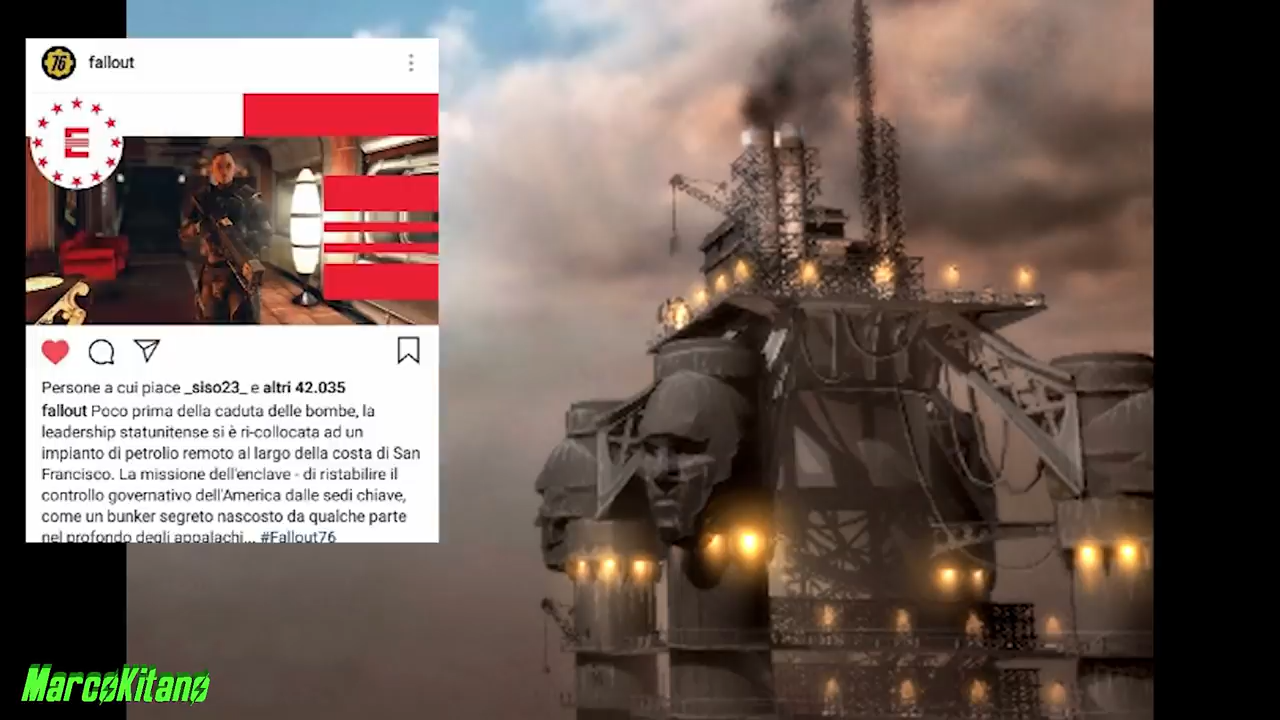 76
fallout
E
Persone a cui piace _siso23_ e altri 42.035
fallout Poco prima della caduta delle bombe, la
leadership statunitense si è ri-collocata ad un
impianto di petrolio remoto al largo della costa di San
Francisco. La missione dell'enclave - di ristabilire il
controllo governativo dell'America dalle sedi chiave,
come un bunker segreto nascosto da qualche parte
nel profondo degli appalachi... #Fallout76
MarcoKitano